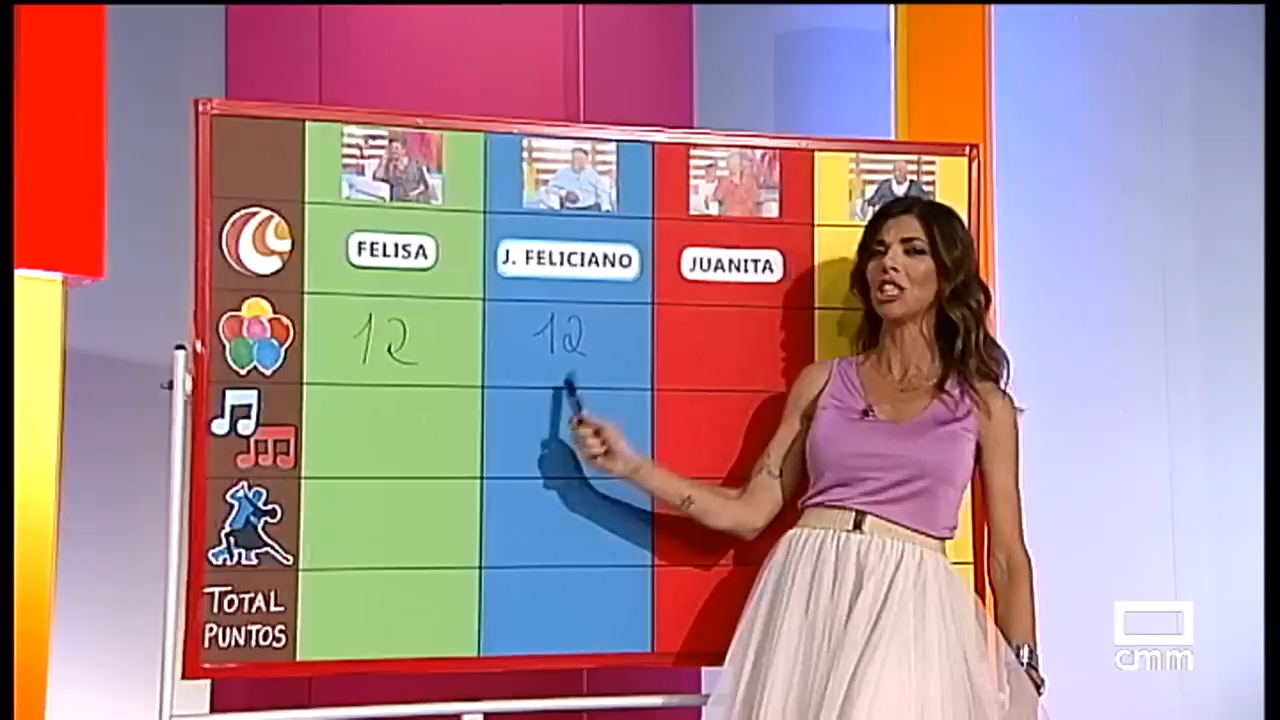 FELISA
J. FELICIANO
JUANITA
12
12
TOTAL
PUNTOS
cmm